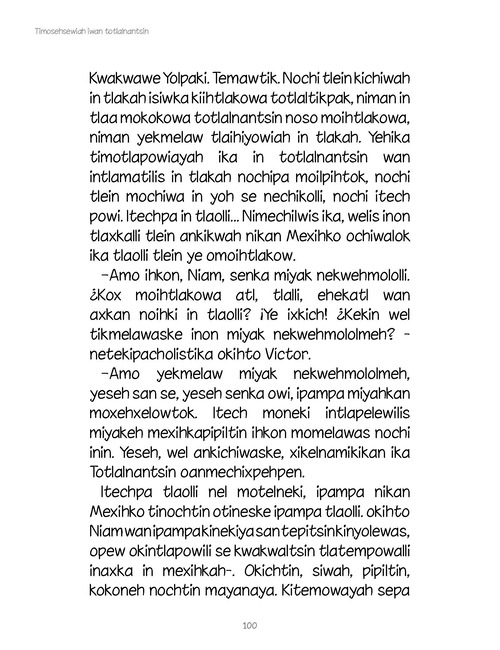 Timosehsewiah iwan totlalnantsin
Kwakwawe Yolpaki. Temawtik. Nochi tlein kichiwah
in tlakah isiwka kiihtlakowa totlaltikpak, niman in
tlaa mokokowa totlalnantsin noso moihtlakowa,
niman yekmelaw tlaihiyowiah in tlakah. Yehika
timotlapowiayah ika in totlalnantsin wan
intlamatilis in tlakah nochipa moilpihtok, nochi
tlein mochiwa in yoh se nechikolli, nochi itech
powi. Itechpa in tlaolli... Nimechilwis ika, welis inon
tlaxkalli tlein ankikwah nikan Mexihko ochiwalok
ika tlaolli tlein ye omoihtlakow.
–Amo ihkon, Niam, senka miyak nekwehmololli.
¿Kox moihtlakowa atl, tlalli, ehekatl wan
axkan noihki in tlaolli? ¡Ye ixkich! ¿Kekin wel
tikmelawaske inon miyak nekwehmololmeh? -
netekipacholistika okihto Victor.
–Amo yekmelaw miyak nekwehmololmeh,
yeseh san se, yeseh senka owi, ipampa miyahkan
moxehxelowtok. Itech moneki intlapelewilis
miyakeh mexihkapipiltin ihkon momelawas nochi
inin. Yeseh, wel ankichiwaske, xikelnamikikan ika
Totlalnantsin oanmechixpehpen.
Itechpa tlaolli nel motelneki, ipampa nikan
Mexihko tinochtin otineske ipampa tlaolli. okihto
Niam wan ipampa kinekiya san tepitsin kinyolewas,
opew okintlapowili se kwakwaltsin tlatempowalli
inaxka in mexihkah-. Okichtin, siwah, pipiltin,
kokoneh nochtin mayanaya. Kitemowayah sepa
100